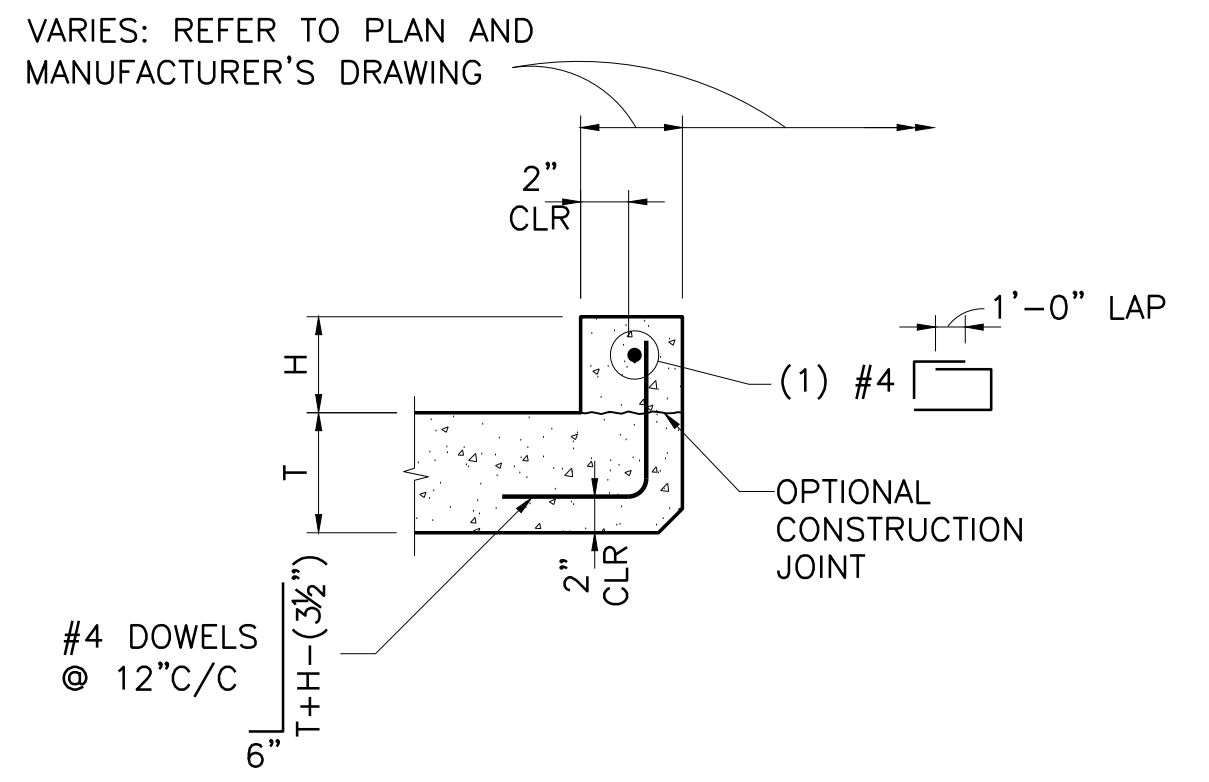 VARIES: REFER TO PLAN AND
MANUFACTURER'S DRAWING
2"
CLR
1'-0" LAP
H
(1) #4
T
OPTIONAL
CONSTRUCTION
JOINT
2"
CLR
#4 DOWELS
@ 12"C/C
T+H-(3½")
6"